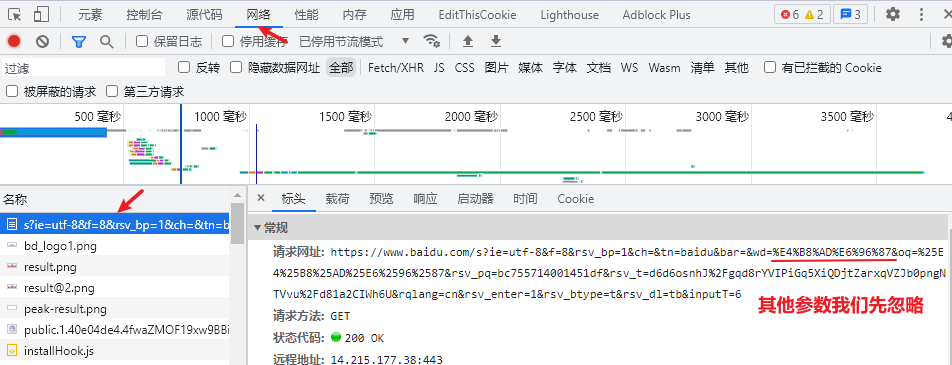 元素 控制台 源代码 网络 性能 内存 应用 EditThisCookie Lighthouse Adblock Plus 6 2 3
保留日志 停用缓存 已停用节流模式
过滤 反转 隐藏数据网址 全部 Fetch/XHR JS CSS 图片 媒体 字体 文档 WS Wasm 清单 其他 有已拦截的 Cookie
被屏蔽的请求 第三方请求
500 毫秒 1000 毫秒 1500 毫秒 2000 毫秒 2500 毫秒 3000 毫秒 3500 毫秒 4
名称
s?ie=utf-8&f=8&rsv_bp=1&ch=&tn=b
bd_logo1.png
result.png
result@2.png
peak-result.png
public.1.40e04de4.4fwaZMOF19xw9BBi
installHook.js
× 标头 载荷 预览 响应 启动器 时间 Cookie
▼ 常规
请求网址: https://www.baidu.com/s?ie=utf-8&f=8&rsv_bp=1&ch=&tn=baidu&bar=&wd=%E4%B8%AD%E6%96%87&oq=%25E
4%25B8%25AD%25E6%2596%2587&rsv_pq=bc755714001451df&rsv_t=d6d6osnhJ%2Fgqd8rYVIPiGq5XiQDjtZarxqVZJb0pngN
TVvu%2Fd81a2CIWh6U&rqlang=cn&rsv_enter=1&rsv_btype=t&rsv_dl=tb&inputT=6
其他参数我们先忽略
请求方法: GET
状态代码: 200 OK
远程地址: 14.215.177.38:443